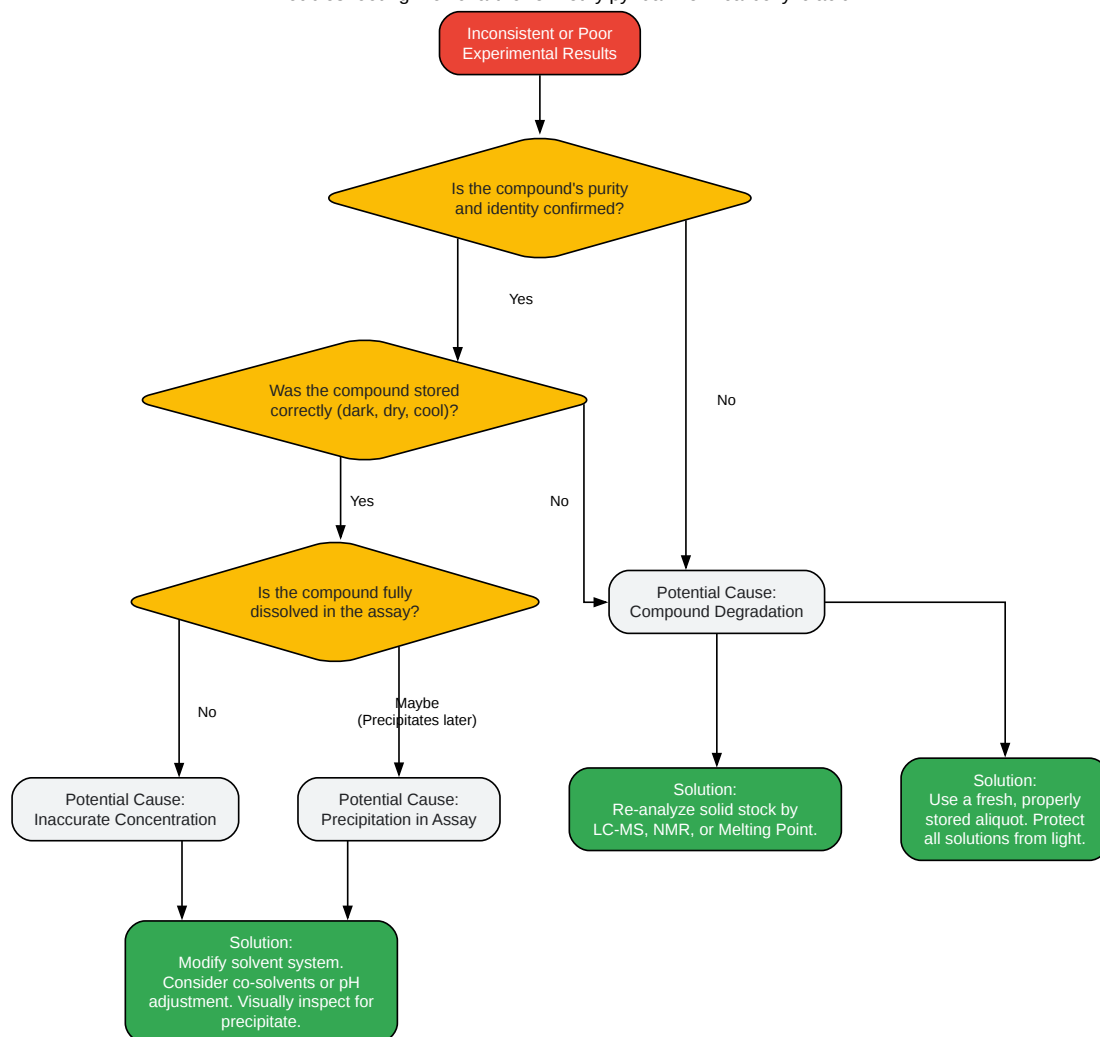 Inconsistent or Poor
Experimental Results
Is the compound's purity
and identity confirmed?
Yes
No
Was the compound stored
correctly (dark, dry, cool)?
Yes
No
Is the compound fully
dissolved in the assay?
Potential Cause:
Compound Degradation
No
Maybe
(Precipitates later)
Potential Cause:
Inaccurate Concentration
Potential Cause:
Precipitation in Assay
Solution:
Re-analyze solid stock by
LC-MS, NMR, or Melting Point.
Solution:
Use a fresh, properly
stored aliquot. Protect
all solutions from light.
Solution:
Modify solvent system.
Consider co-solvents or pH
adjustment. Visually inspect for
precipitate.